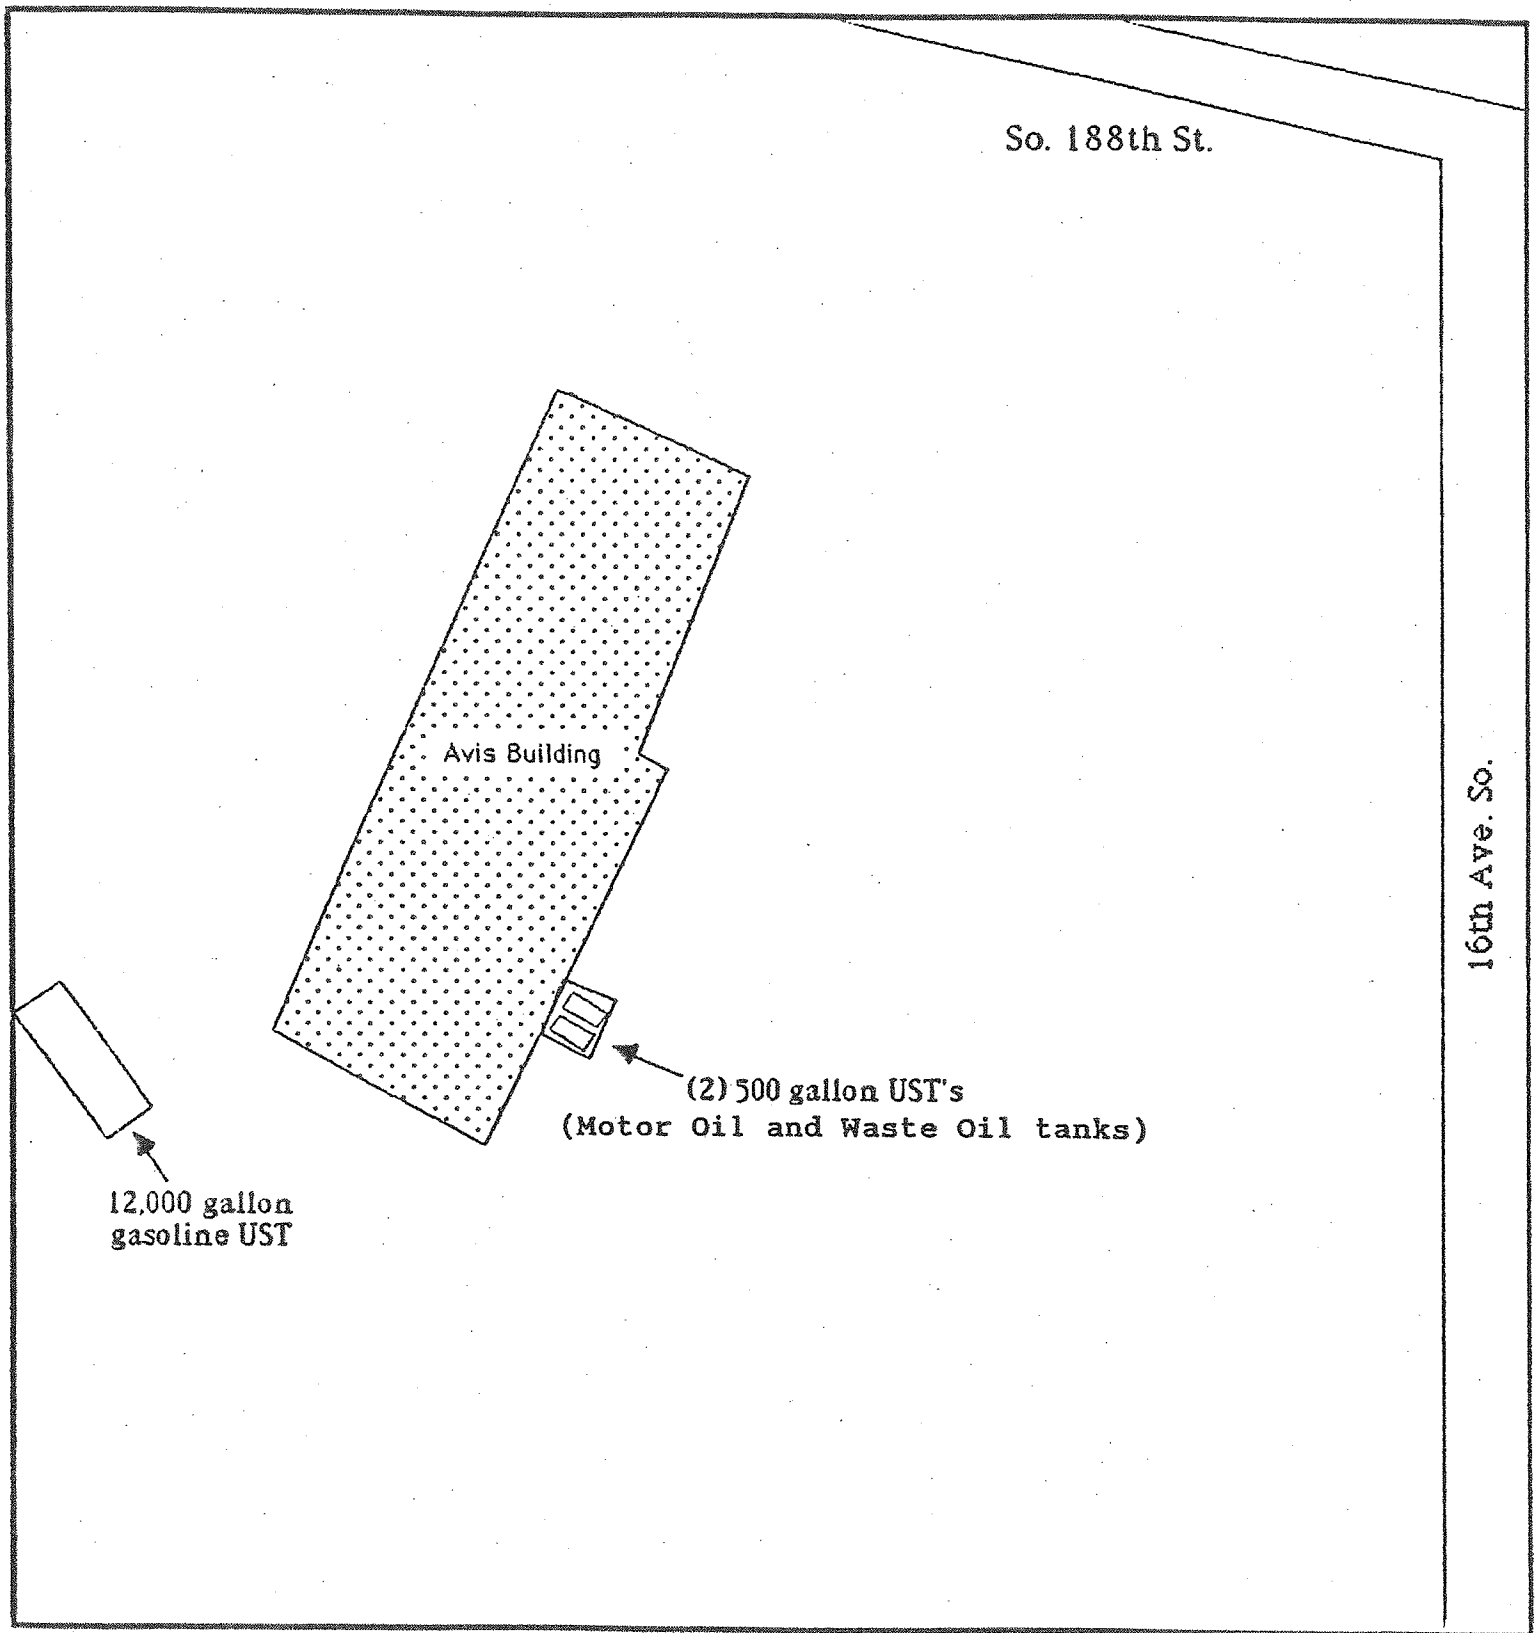 So. 188th St.
Avis Building
16th Ave. So.
(2) 500 gallon UST's
(Motor Oil and Waste Oil tanks)
12,000 gallon
gasoline UST